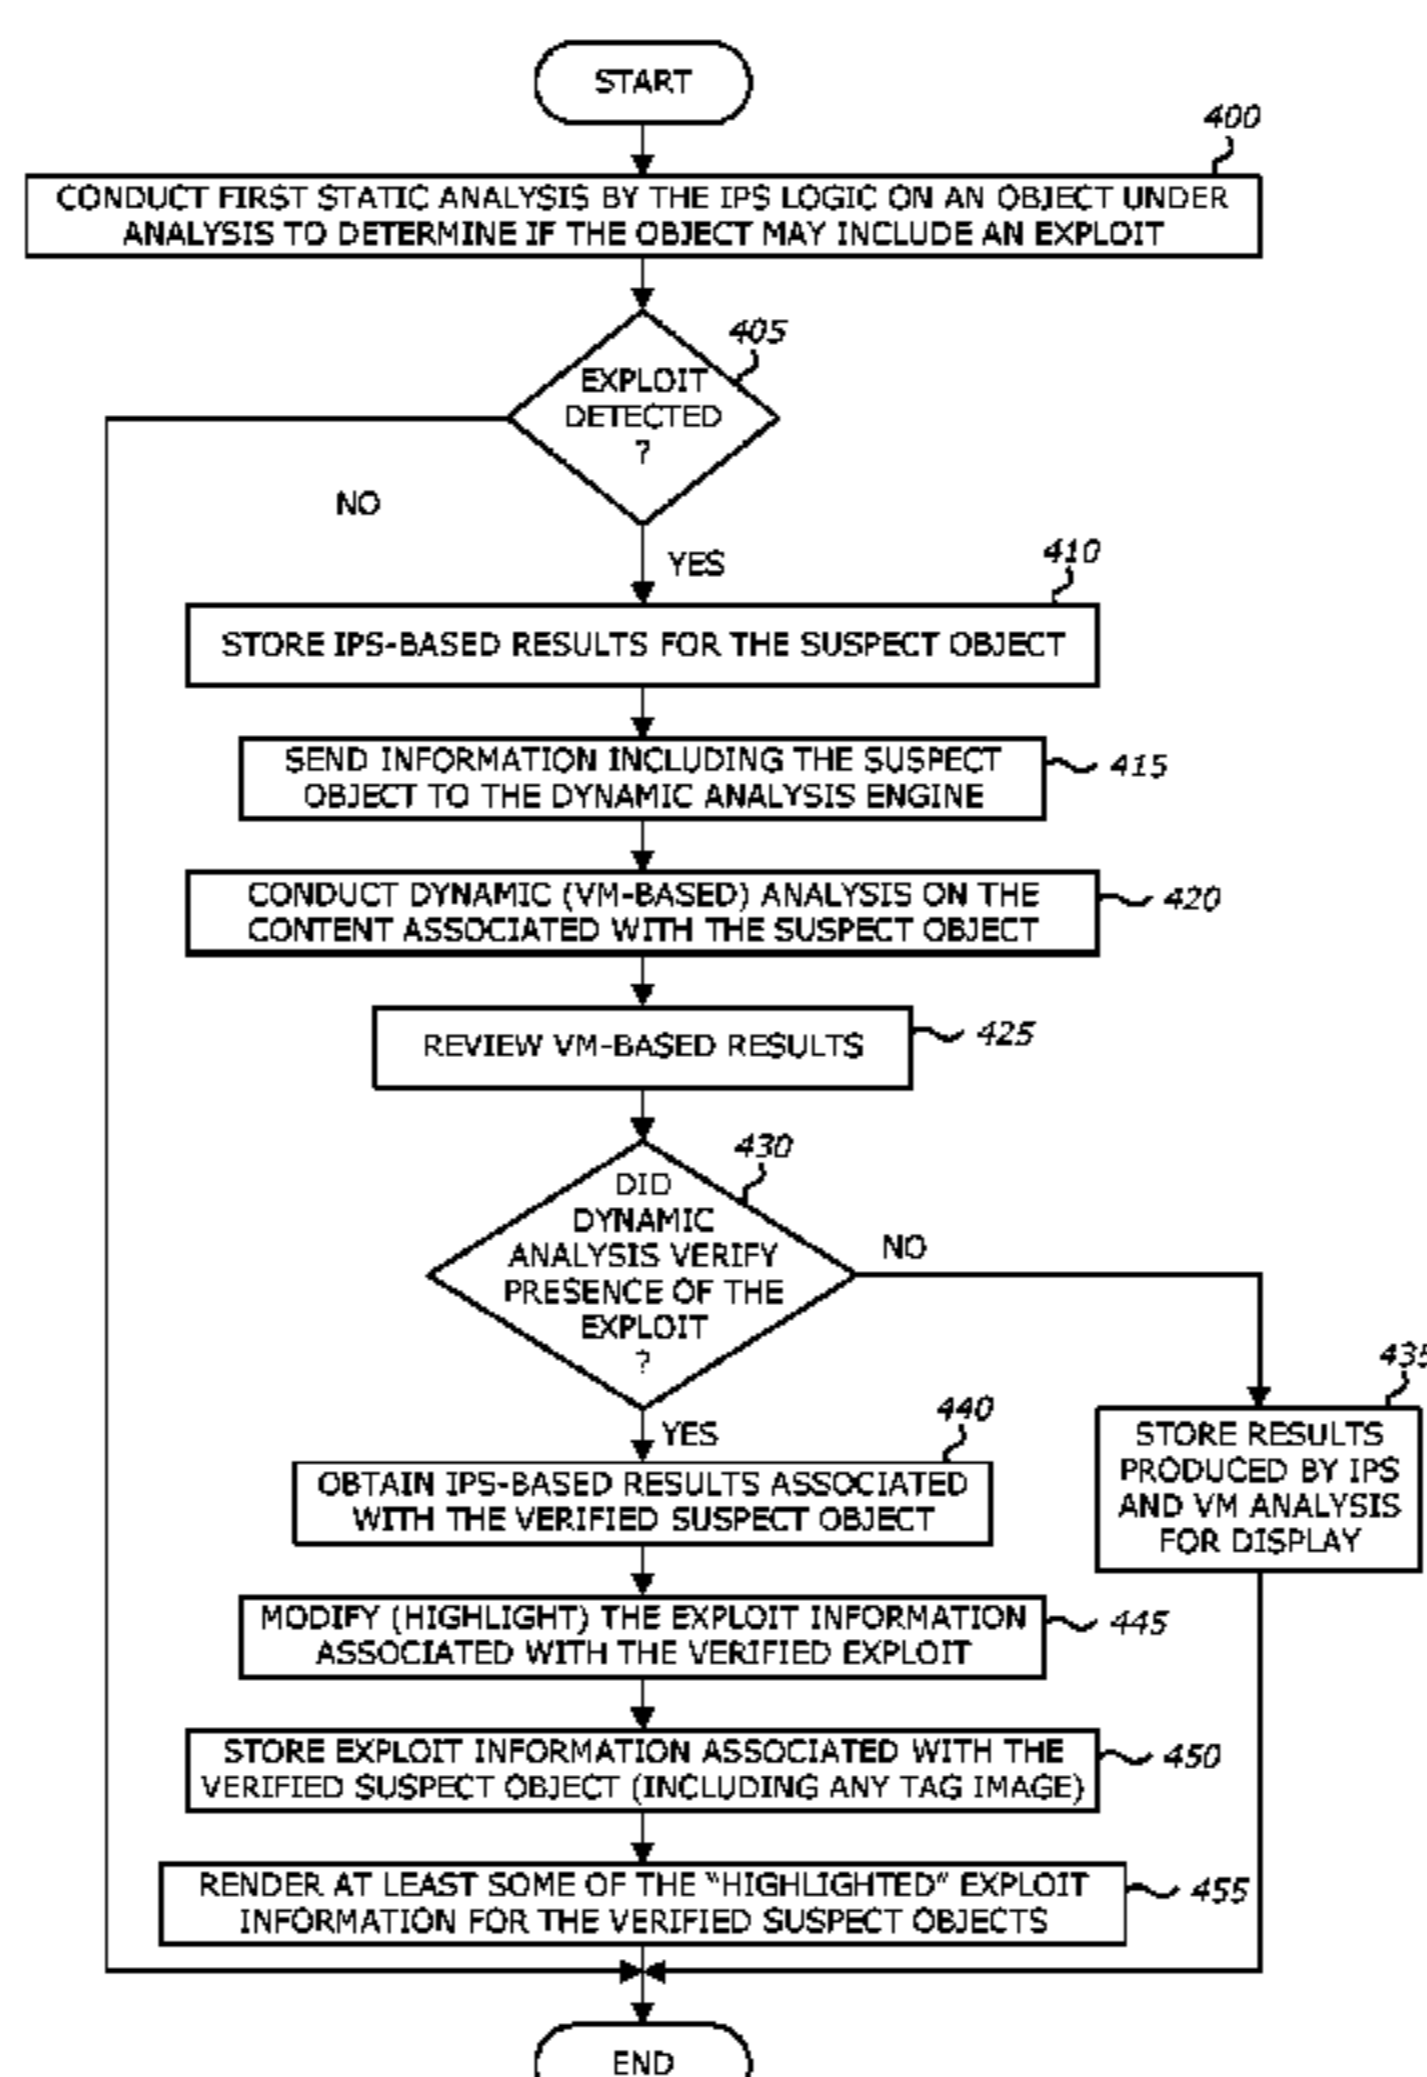 START
400
CONDUCT FIRST STATIC ANALYSIS BY THE IPS LOGIC ON AN OBJECT UNDER
ANALYSIS TO DETERMINE IF THE OBJECT MAY INCLUDE AN EXPLOIT
405
EXPLOIT
DETECTED
?
NO
YES
410
STORE IPS-BASED RESULTS FOR THE SUSPECT OBJECT
SEND INFORMATION INCLUDING THE SUSPECT
OBJECT TO THE DYNAMIC ANALYSIS ENGINE
415
CONDUCT DYNAMIC (VM-BASED) ANALYSIS ON THE
CONTENT ASSOCIATED WITH THE SUSPECT OBJECT
420
REVIEW VM-BASED RESULTS
425
430
DID
DYNAMIC
ANALYSIS VERIFY
PRESENCE OF THE
EXPLOIT
?
NO
YES
435
STORE RESULTS
PRODUCED BY IPS
AND VM ANALYSIS
FOR DISPLAY
440
OBTAIN IPS-BASED RESULTS ASSOCIATED
WITH THE VERIFIED SUSPECT OBJECT
MODIFY (HIGHLIGHT) THE EXPLOIT INFORMATION
ASSOCIATED WITH THE VERIFIED EXPLOIT
445
STORE EXPLOIT INFORMATION ASSOCIATED WITH THE
VERIFIED SUSPECT OBJECT (INCLUDING ANY TAG IMAGE)
450
RENDER AT LEAST SOME OF THE "HIGHLIGHTED" EXPLOIT
INFORMATION FOR THE VERIFIED SUSPECT OBJECTS
455
END